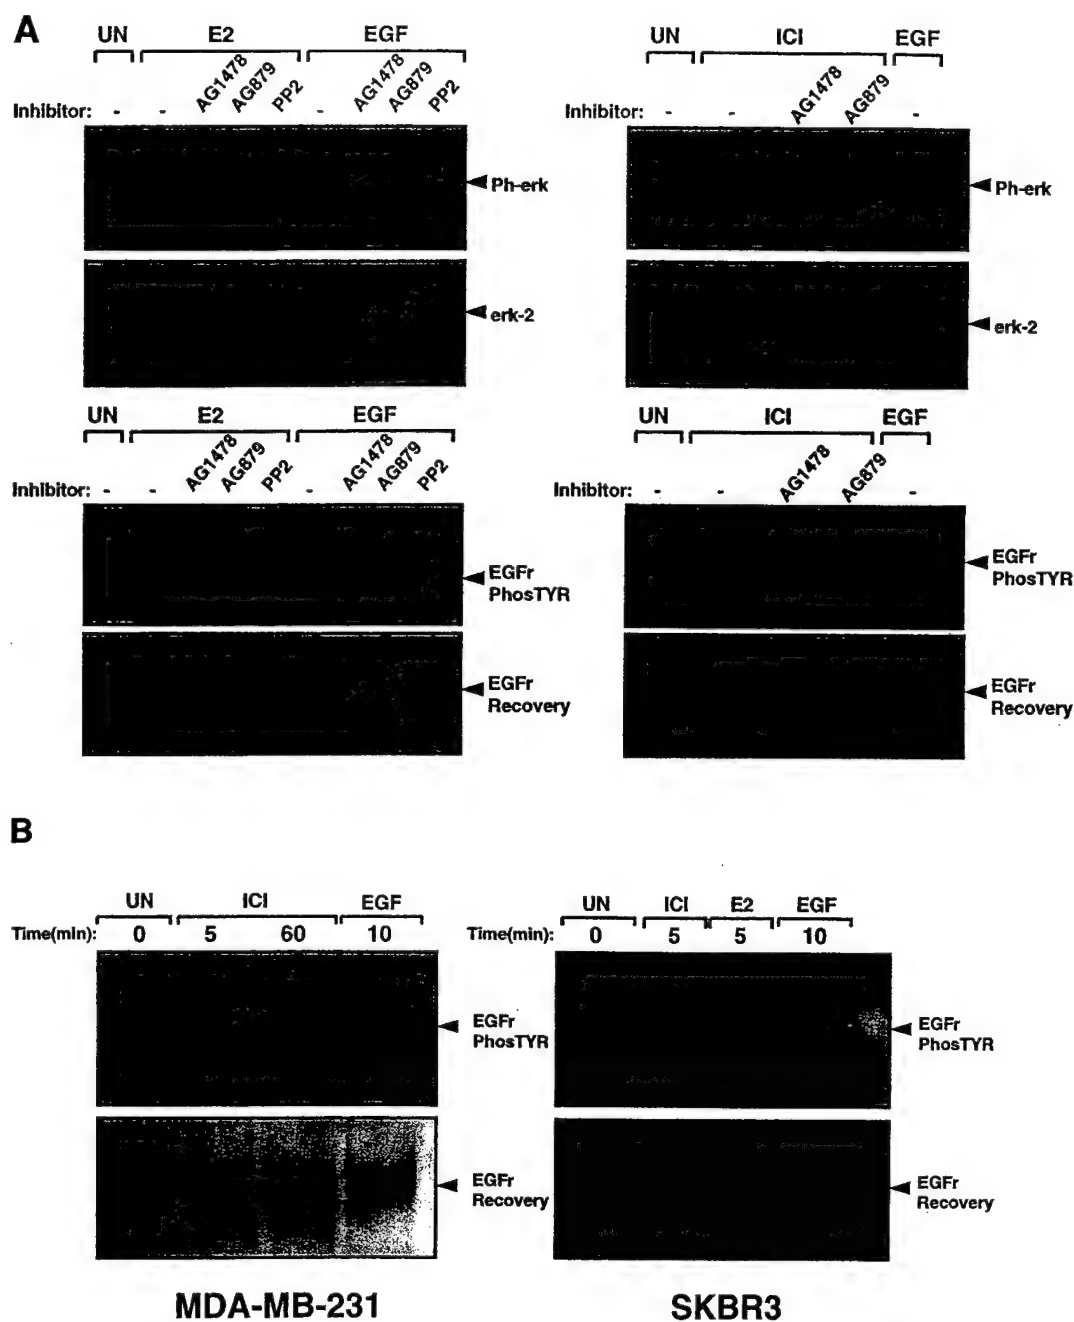 A
UN E2 EGF
Inhibitor: - - AG1478 AG879 PP2 - AG1478 AG879 PP2
Ph-erk
erk-2
UN ICI EGF
Inhibitor: - - AG1478 AG879 -
Ph-erk
erk-2
UN E2 EGF
Inhibitor: - - AG1478 AG879 PP2 - AG1478 AG879 PP2
EGFr
PhosTYR
EGFr
Recovery
UN ICI EGF
Inhibitor: - - AG1478 AG879 -
EGFr
PhosTYR
EGFr
Recovery
B
UN ICI EGF
Time(min): 0 5 60 10
EGFr
PhosTYR
EGFr
Recovery
MDA-MB-231
UN ICI E2 EGF
Time(min): 0 5 5 10
EGFr
PhosTYR
EGFr
Recovery
SKBR3